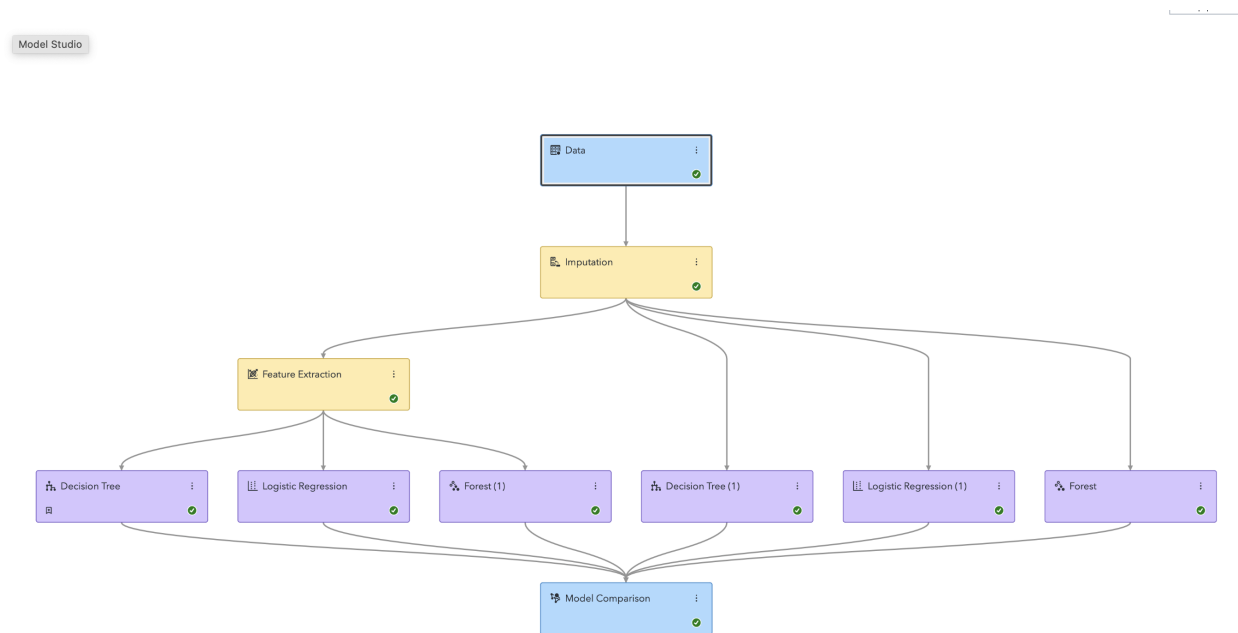 Model Studio
Data
Imputation
Feature Extraction
Decision Tree
Logistic Regression
Forest (1)
Decision Tree (1)
Logistic Regression (1)
Forest
Model Comparison